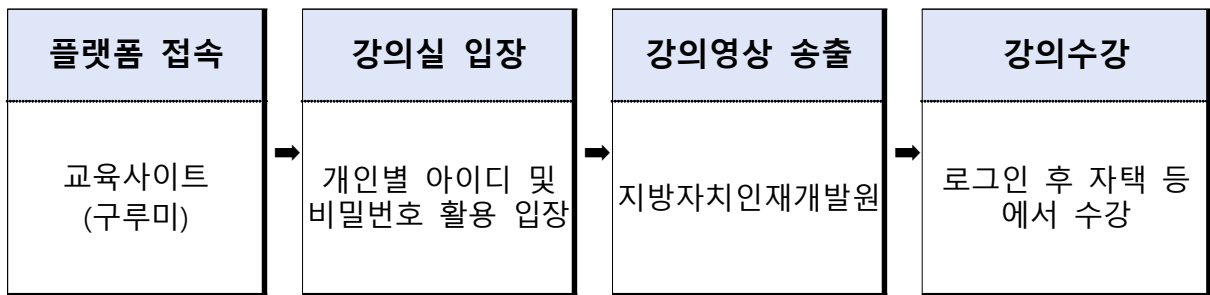 플랫폼 접속
교육사이트
(구루미)
➡
강의실 입장
개인별 아이디 및
비밀번호 활용 입장
➡
강의영상 송출
지방자치인재개발원
➡
강의수강
로그인 후 자택 등
에서 수강